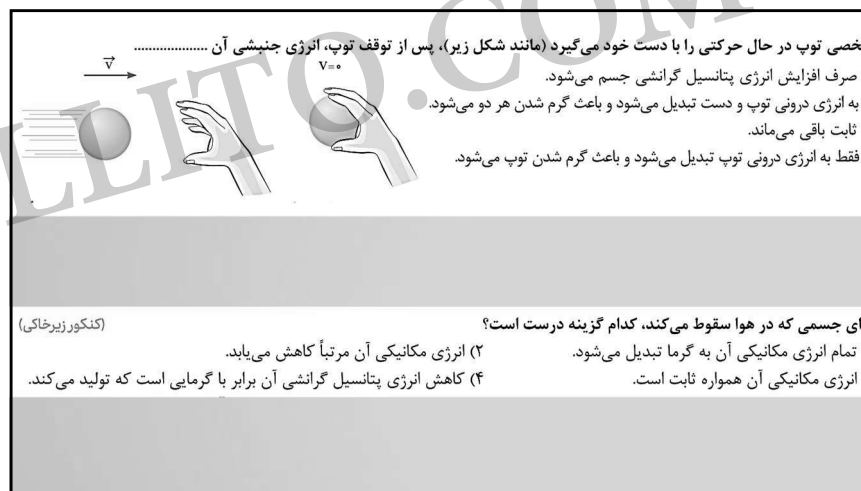 خصی توپ در حال حرکتی را با دست خود می‌گیرد (مانند شکل زیر)، پس از توقف توپ، انرژی جنبشی آن ....................
صرف افزایش انرژی پتانسیل گرانشی جسم می‌شود.
به انرژی درونی توپ و دست تبدیل می‌شود و باعث گرم شدن هر دو می‌شود.
ثابت باقی می‌ماند.
فقط به انرژی درونی توپ تبدیل می‌شود و باعث گرم شدن توپ می‌شود.
V
V=۰
LLITO.COM
ای جسمی که در هوا سقوط می‌کند، کدام گزینه درست است؟ (کنکور زیرخاکی)
تمام انرژی مکانیکی آن به گرما تبدیل می‌شود. ۲) انرژی مکانیکی آن مرتباً کاهش می‌یابد.
انرژی مکانیکی آن همواره ثابت است. ۴) کاهش انرژی پتانسیل گرانشی آن برابر با گرمایی است که تولید می‌کند.